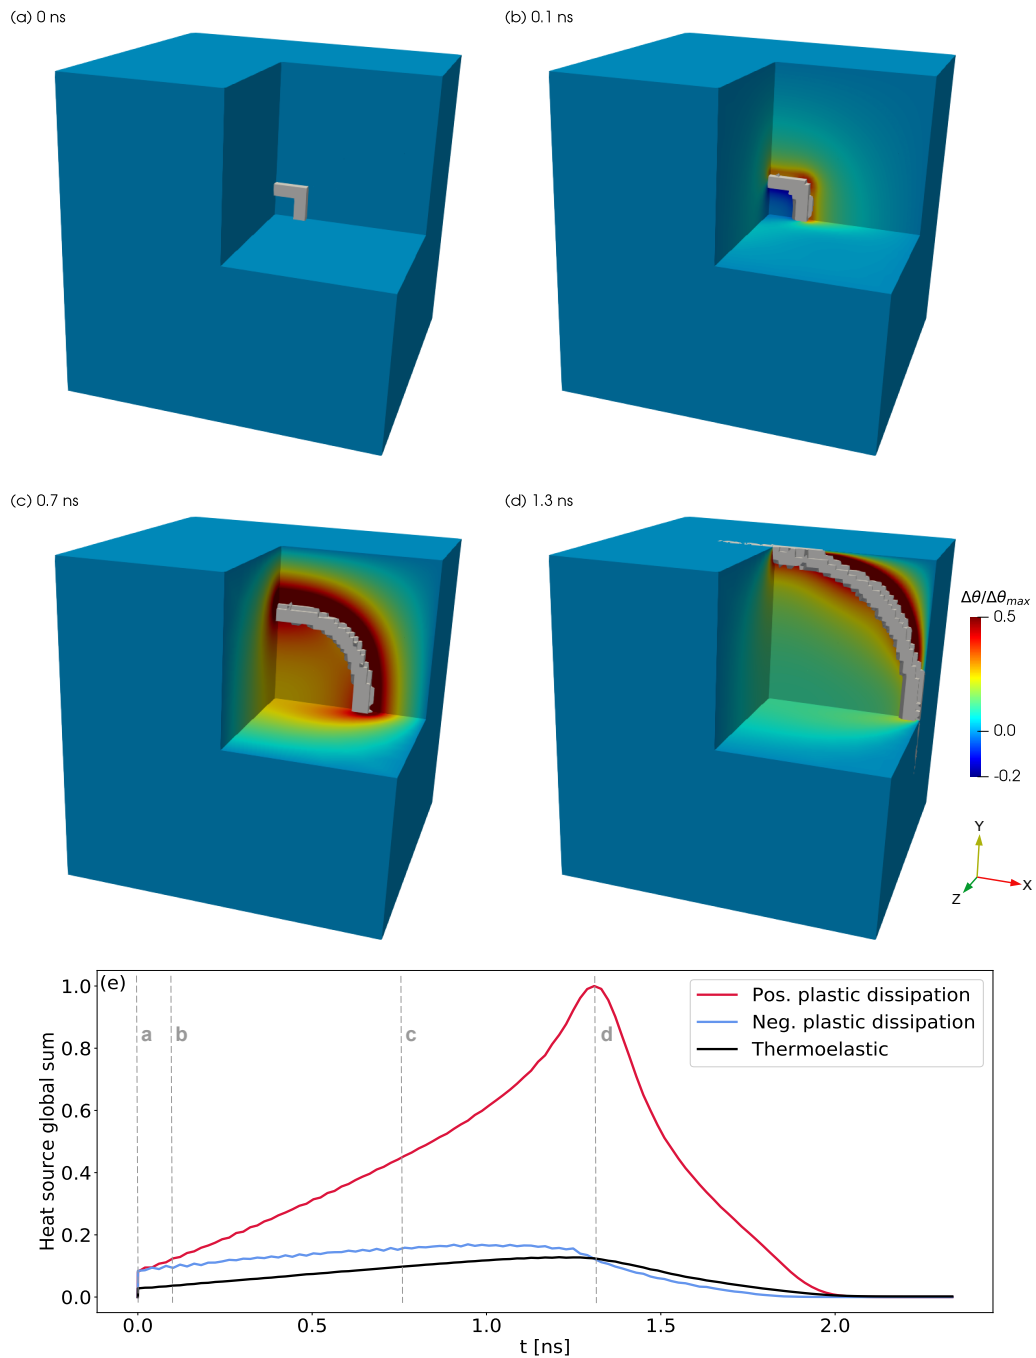 (a) 0 ns
(b) 0.1 ns
(c) 0.7 ns
(d) 1.3 ns
Δθ/Δθmax
0.5
0.0
-0.2
Y
X
Z
(e)
1.0
0.8
0.6
0.4
0.2
0.0
Heat source global sum
a
b
c
d
Pos. plastic dissipation
Neg. plastic dissipation
Thermoelastic
0.0
0.5
1.0
1.5
2.0
t [ns]